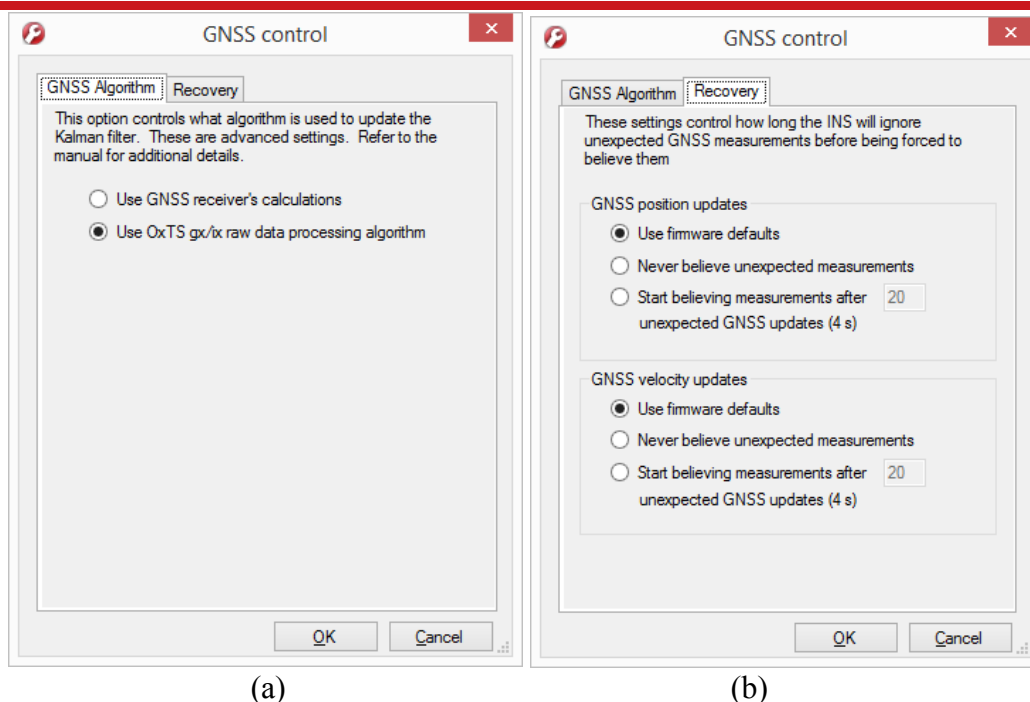 GNSS control
GNSS Algorithm
Recovery
This option controls what algorithm is used to update the
Kalman filter.  These are advanced settings.  Refer to the
manual for additional details.
Use GNSS receiver's calculations
Use OxTS gx/ix raw data processing algorithm
OK
Cancel
(a)
GNSS control
GNSS Algorithm
Recovery
These settings control how long the INS will ignore
unexpected GNSS measurements before being forced to
believe them
GNSS position updates
Use firmware defaults
Never believe unexpected measurements
Start believing measurements after 20
unexpected GNSS updates (4 s)
GNSS velocity updates
Use firmware defaults
Never believe unexpected measurements
Start believing measurements after 20
unexpected GNSS updates (4 s)
OK
Cancel
(b)